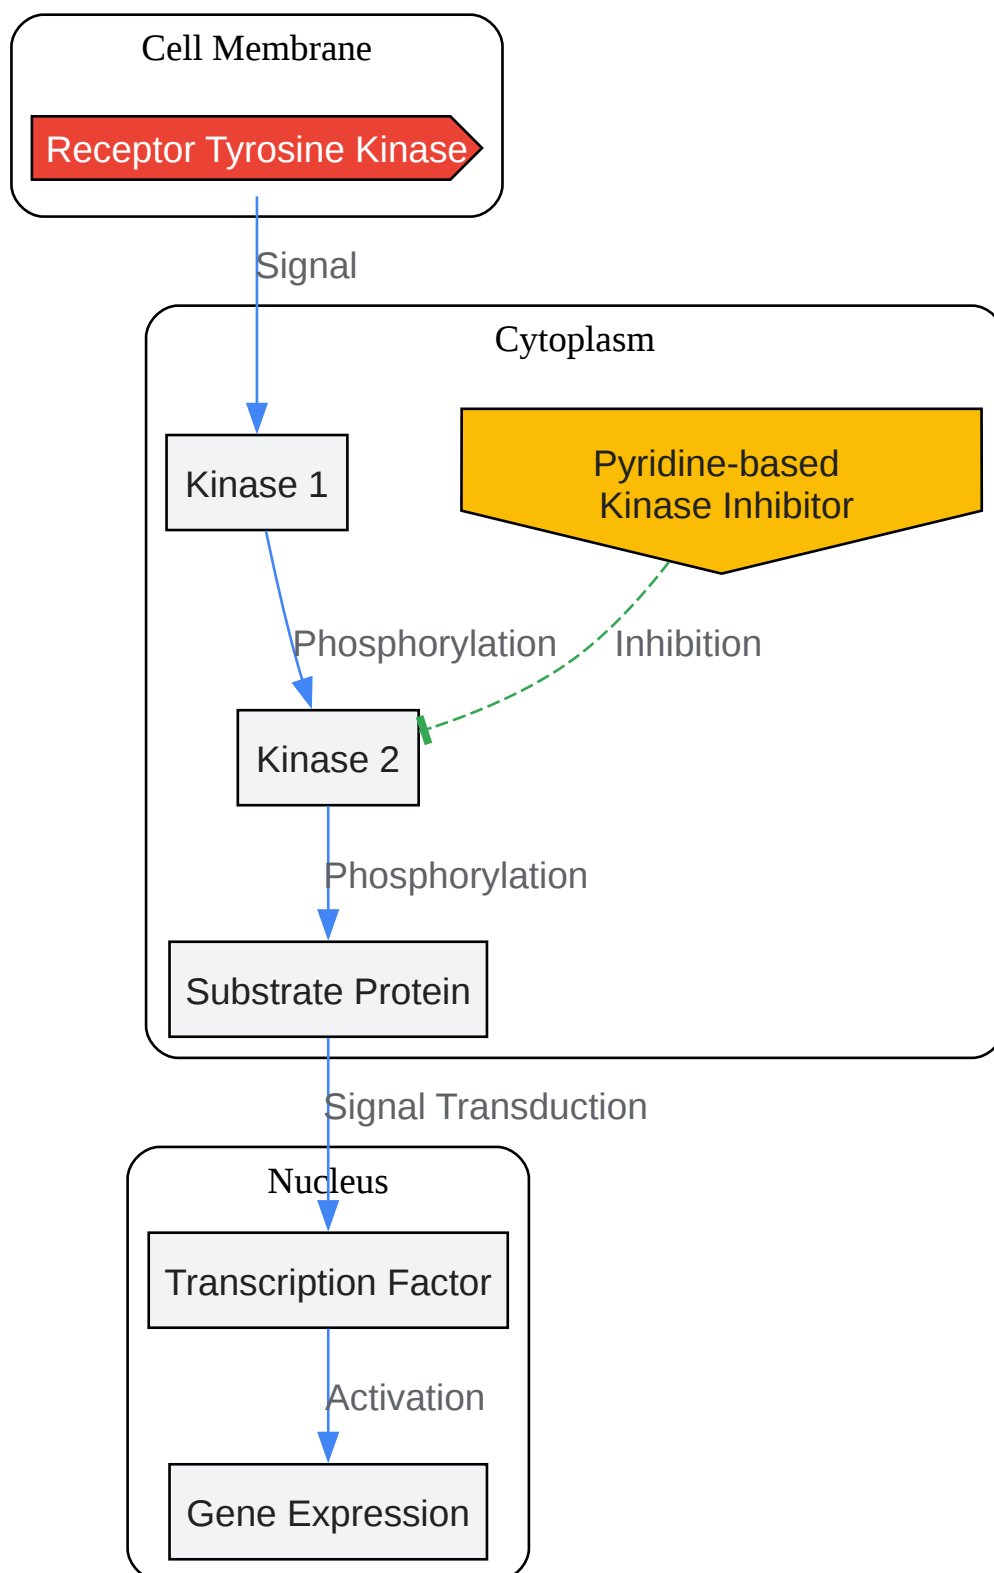 Cell Membrane
Receptor Tyrosine Kinase
Signal
Cytoplasm
Pyridine-based
Kinase Inhibitor
Kinase 1
Phosphorylation
Inhibition
Kinase 2
Phosphorylation
Substrate Protein
Signal Transduction
Nucleus
Transcription Factor
Activation
Gene Expression